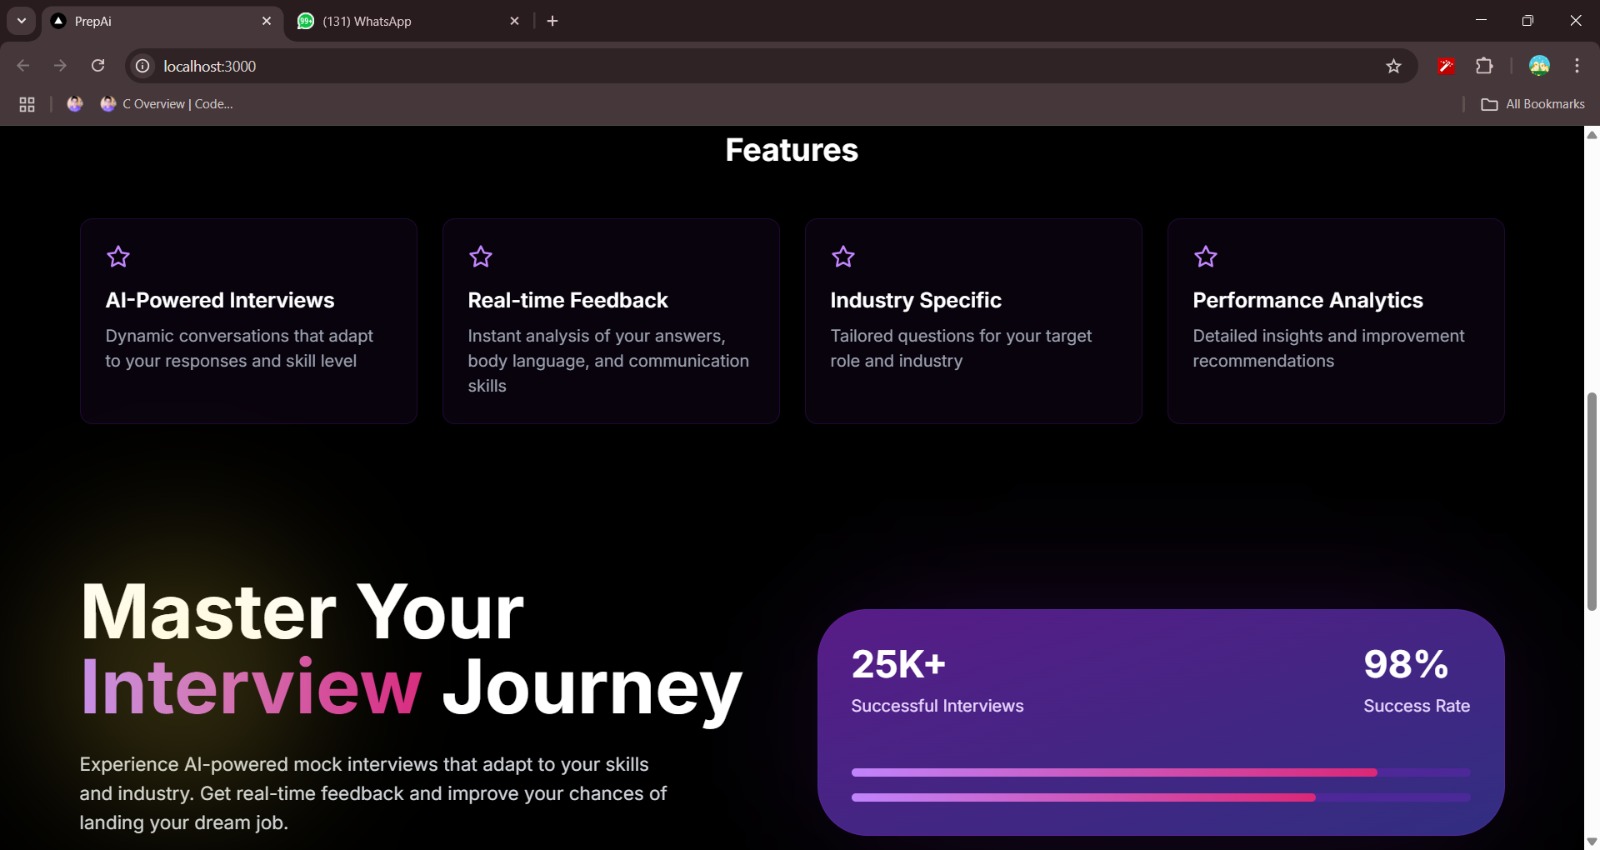 PrepAi
99+
(131) WhatsApp
localhost:3000
C Overview | Code...
All Bookmarks
Features
AI-Powered Interviews
Dynamic conversations that adapt
to your responses and skill level
Real-time Feedback
Instant analysis of your answers,
body language, and communication
skills
Industry Specific
Tailored questions for your target
role and industry
Performance Analytics
Detailed insights and improvement
recommendations
Master Your
Interview Journey
Experience AI-powered mock interviews that adapt to your skills
and industry. Get real-time feedback and improve your chances of
landing your dream job.
25K+
Successful Interviews
98%
Success Rate